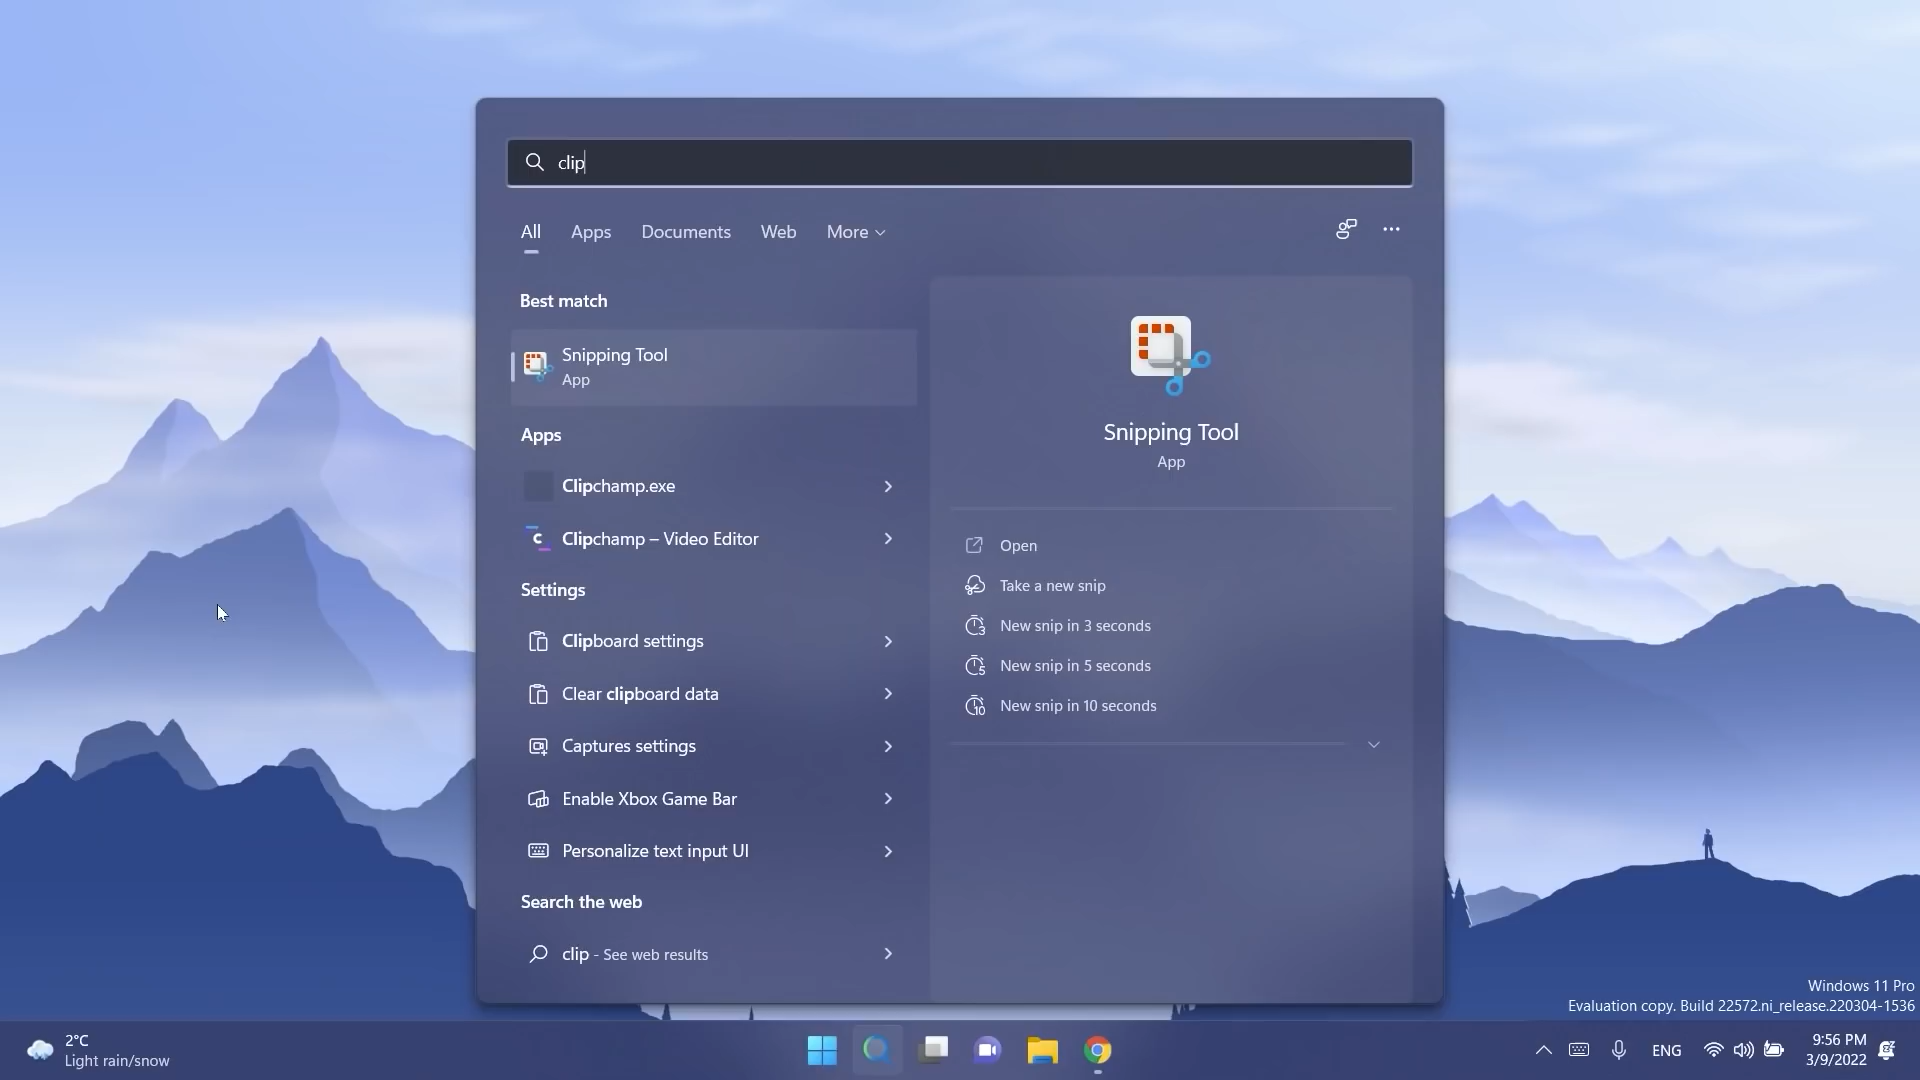 clip
All Apps Documents Web More
Best match
Snipping Tool
App
Apps
Clipchamp.exe
Clipchamp – Video Editor
Settings
Clipboard settings
Clear clipboard data
Captures settings
Enable Xbox Game Bar
Personalize text input UI
Search the web
clip - See web results
Snipping Tool
App
Open
Take a new snip
New snip in 3 seconds
New snip in 5 seconds
New snip in 10 seconds
Windows 11 Pro
Evaluation copy. Build 22572.ni_release.220304-1536
2°C
Light rain/snow
ENG
9:56 PM
3/9/2022